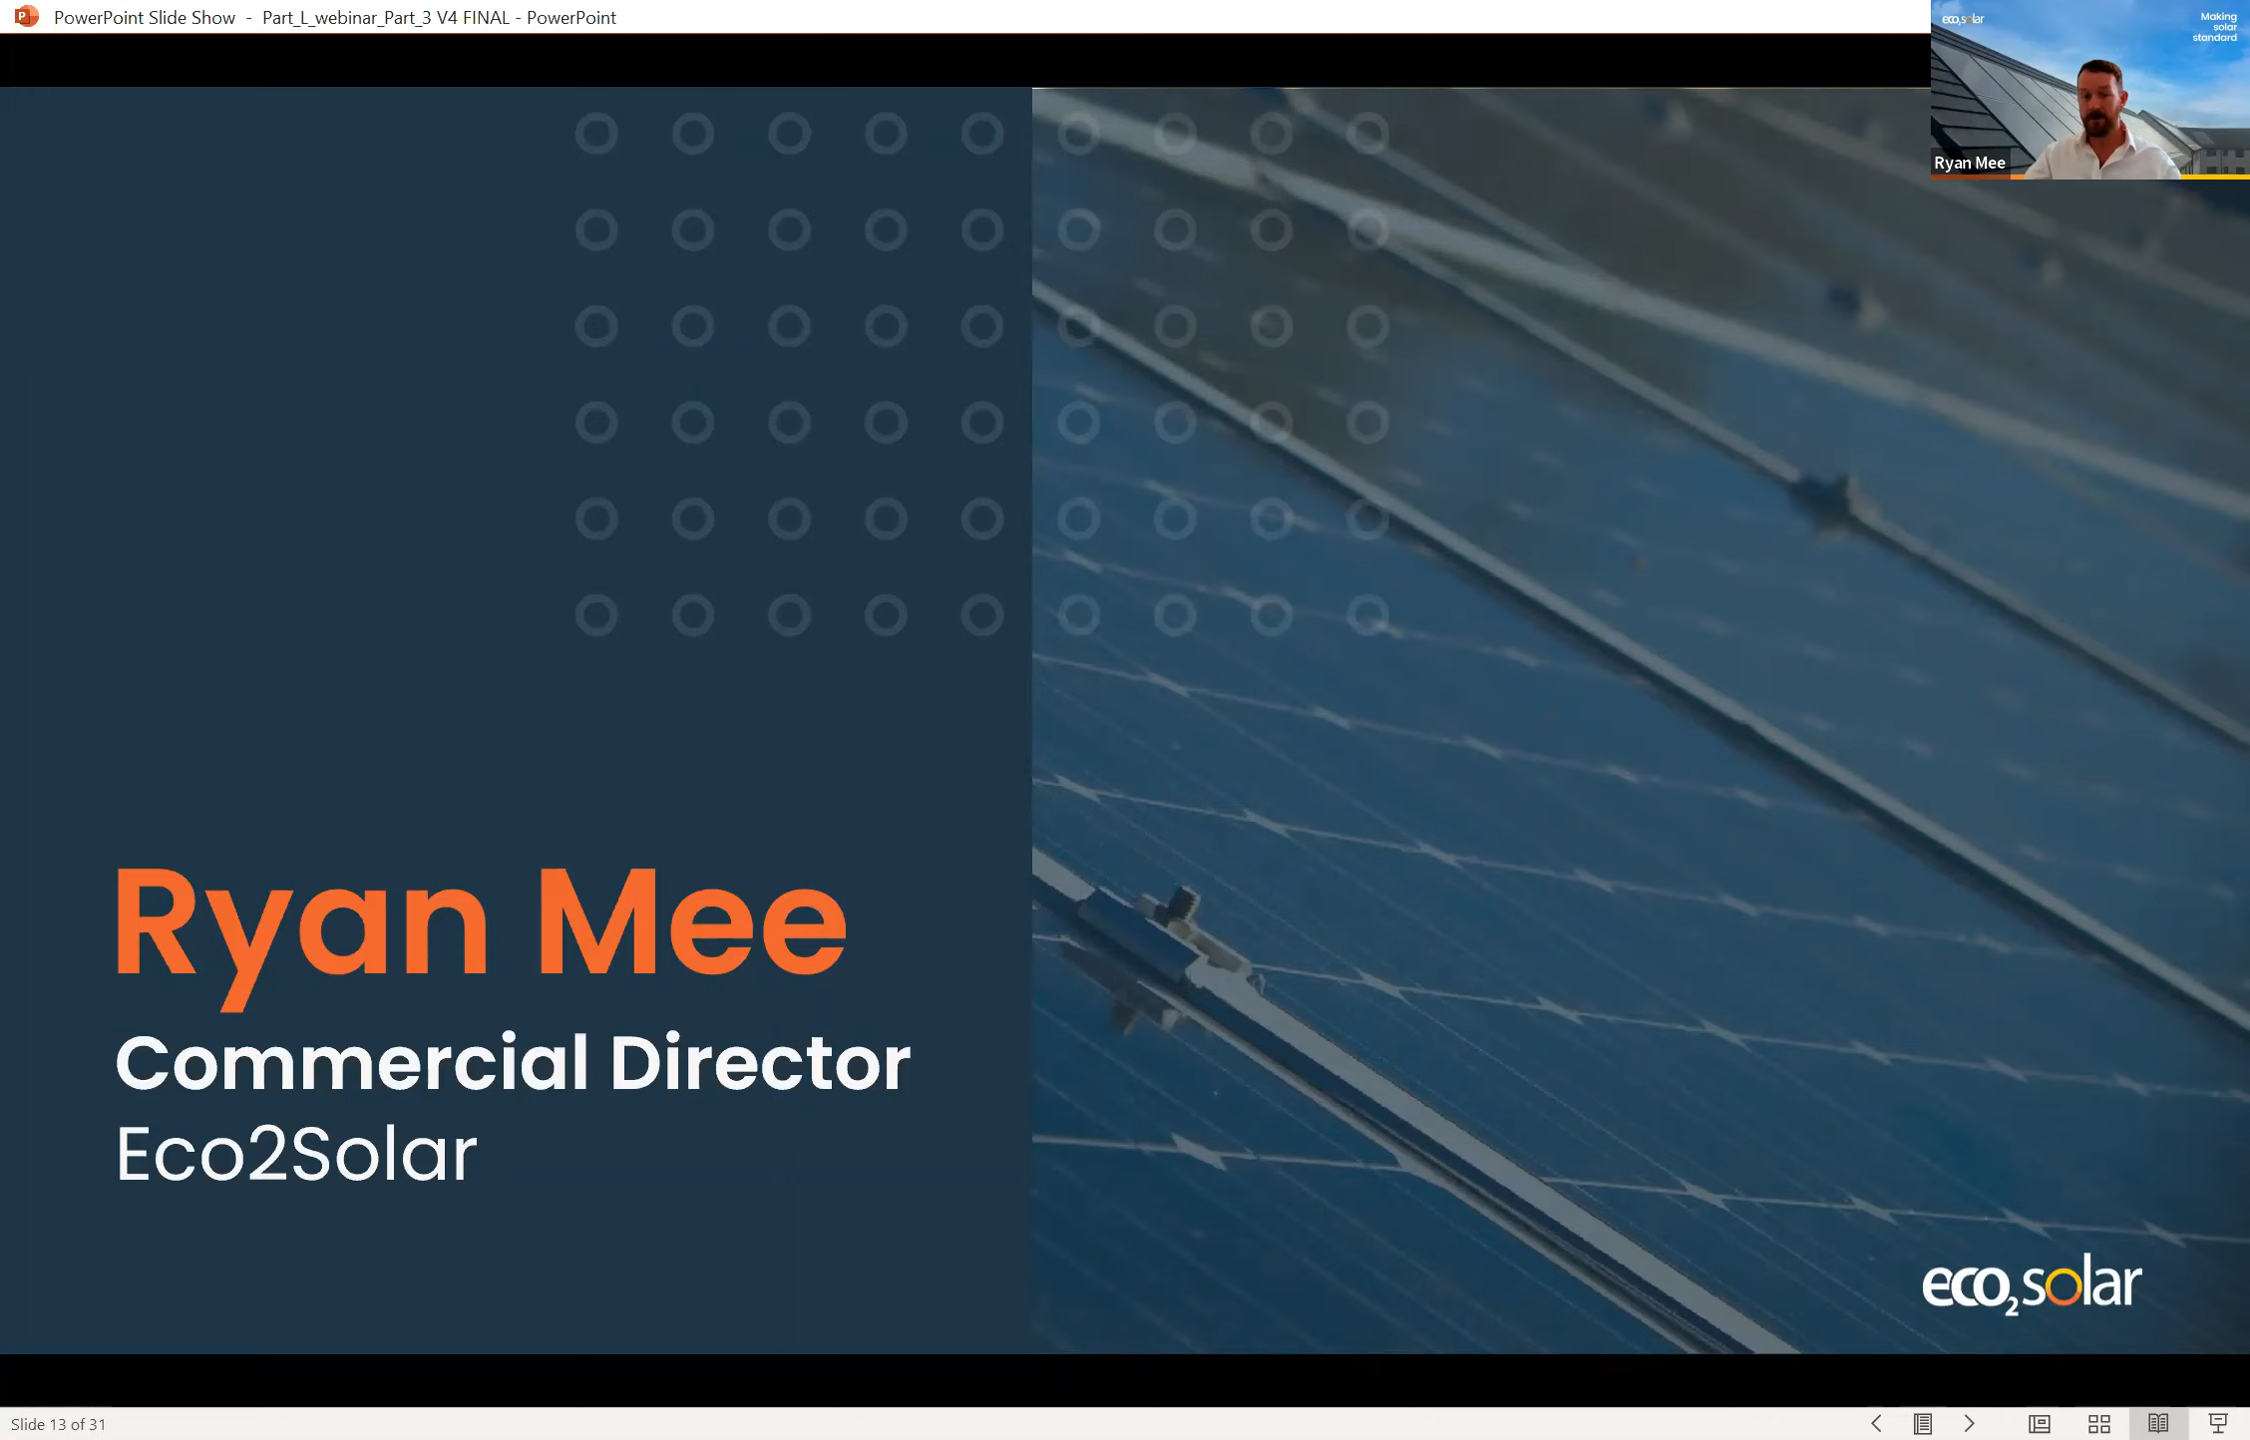 PowerPoint Slide Show - Part_L_webinar_Part_3 V4 FINAL - PowerPoint
eco2solar
Making
solar
standard
Ryan Mee
Ryan Mee
Commercial Director
Eco2Solar
eco2solar
Slide 13 of 31